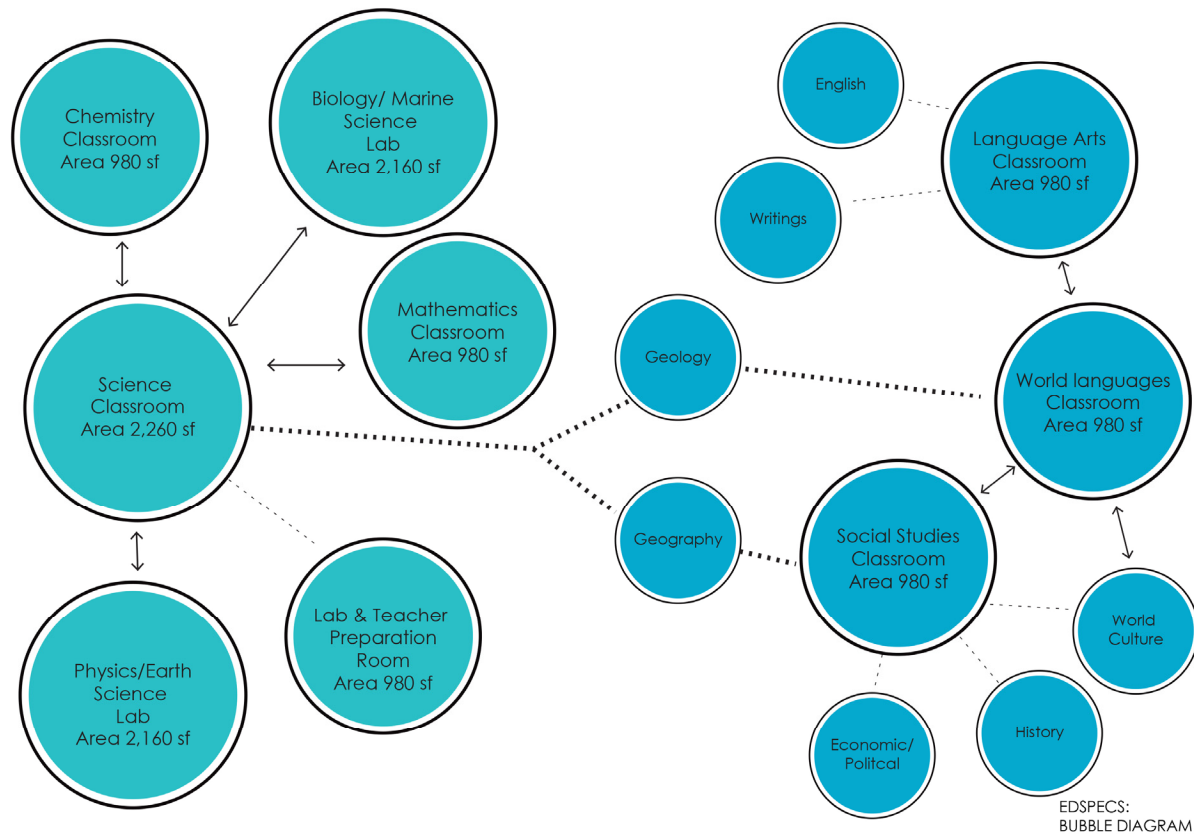 Chemistry
Classroom
Area 980 sf
Biology/ Marine
Science
Lab
Area 2,160 sf
Mathematics
Classroom
Area 980 sf
Science
Classroom
Area 2,260 sf
Physics/Earth
Science
Lab
Area 2,160 sf
Lab & Teacher
Preparation
Room
Area 980 sf
English
Writings
Language Arts
Classroom
Area 980 sf
Geology
World languages
Classroom
Area 980 sf
Geography
Social Studies
Classroom
Area 980 sf
World
Culture
History
Economic/
Politcal
EDSPECS:
BUBBLE DIAGRAM